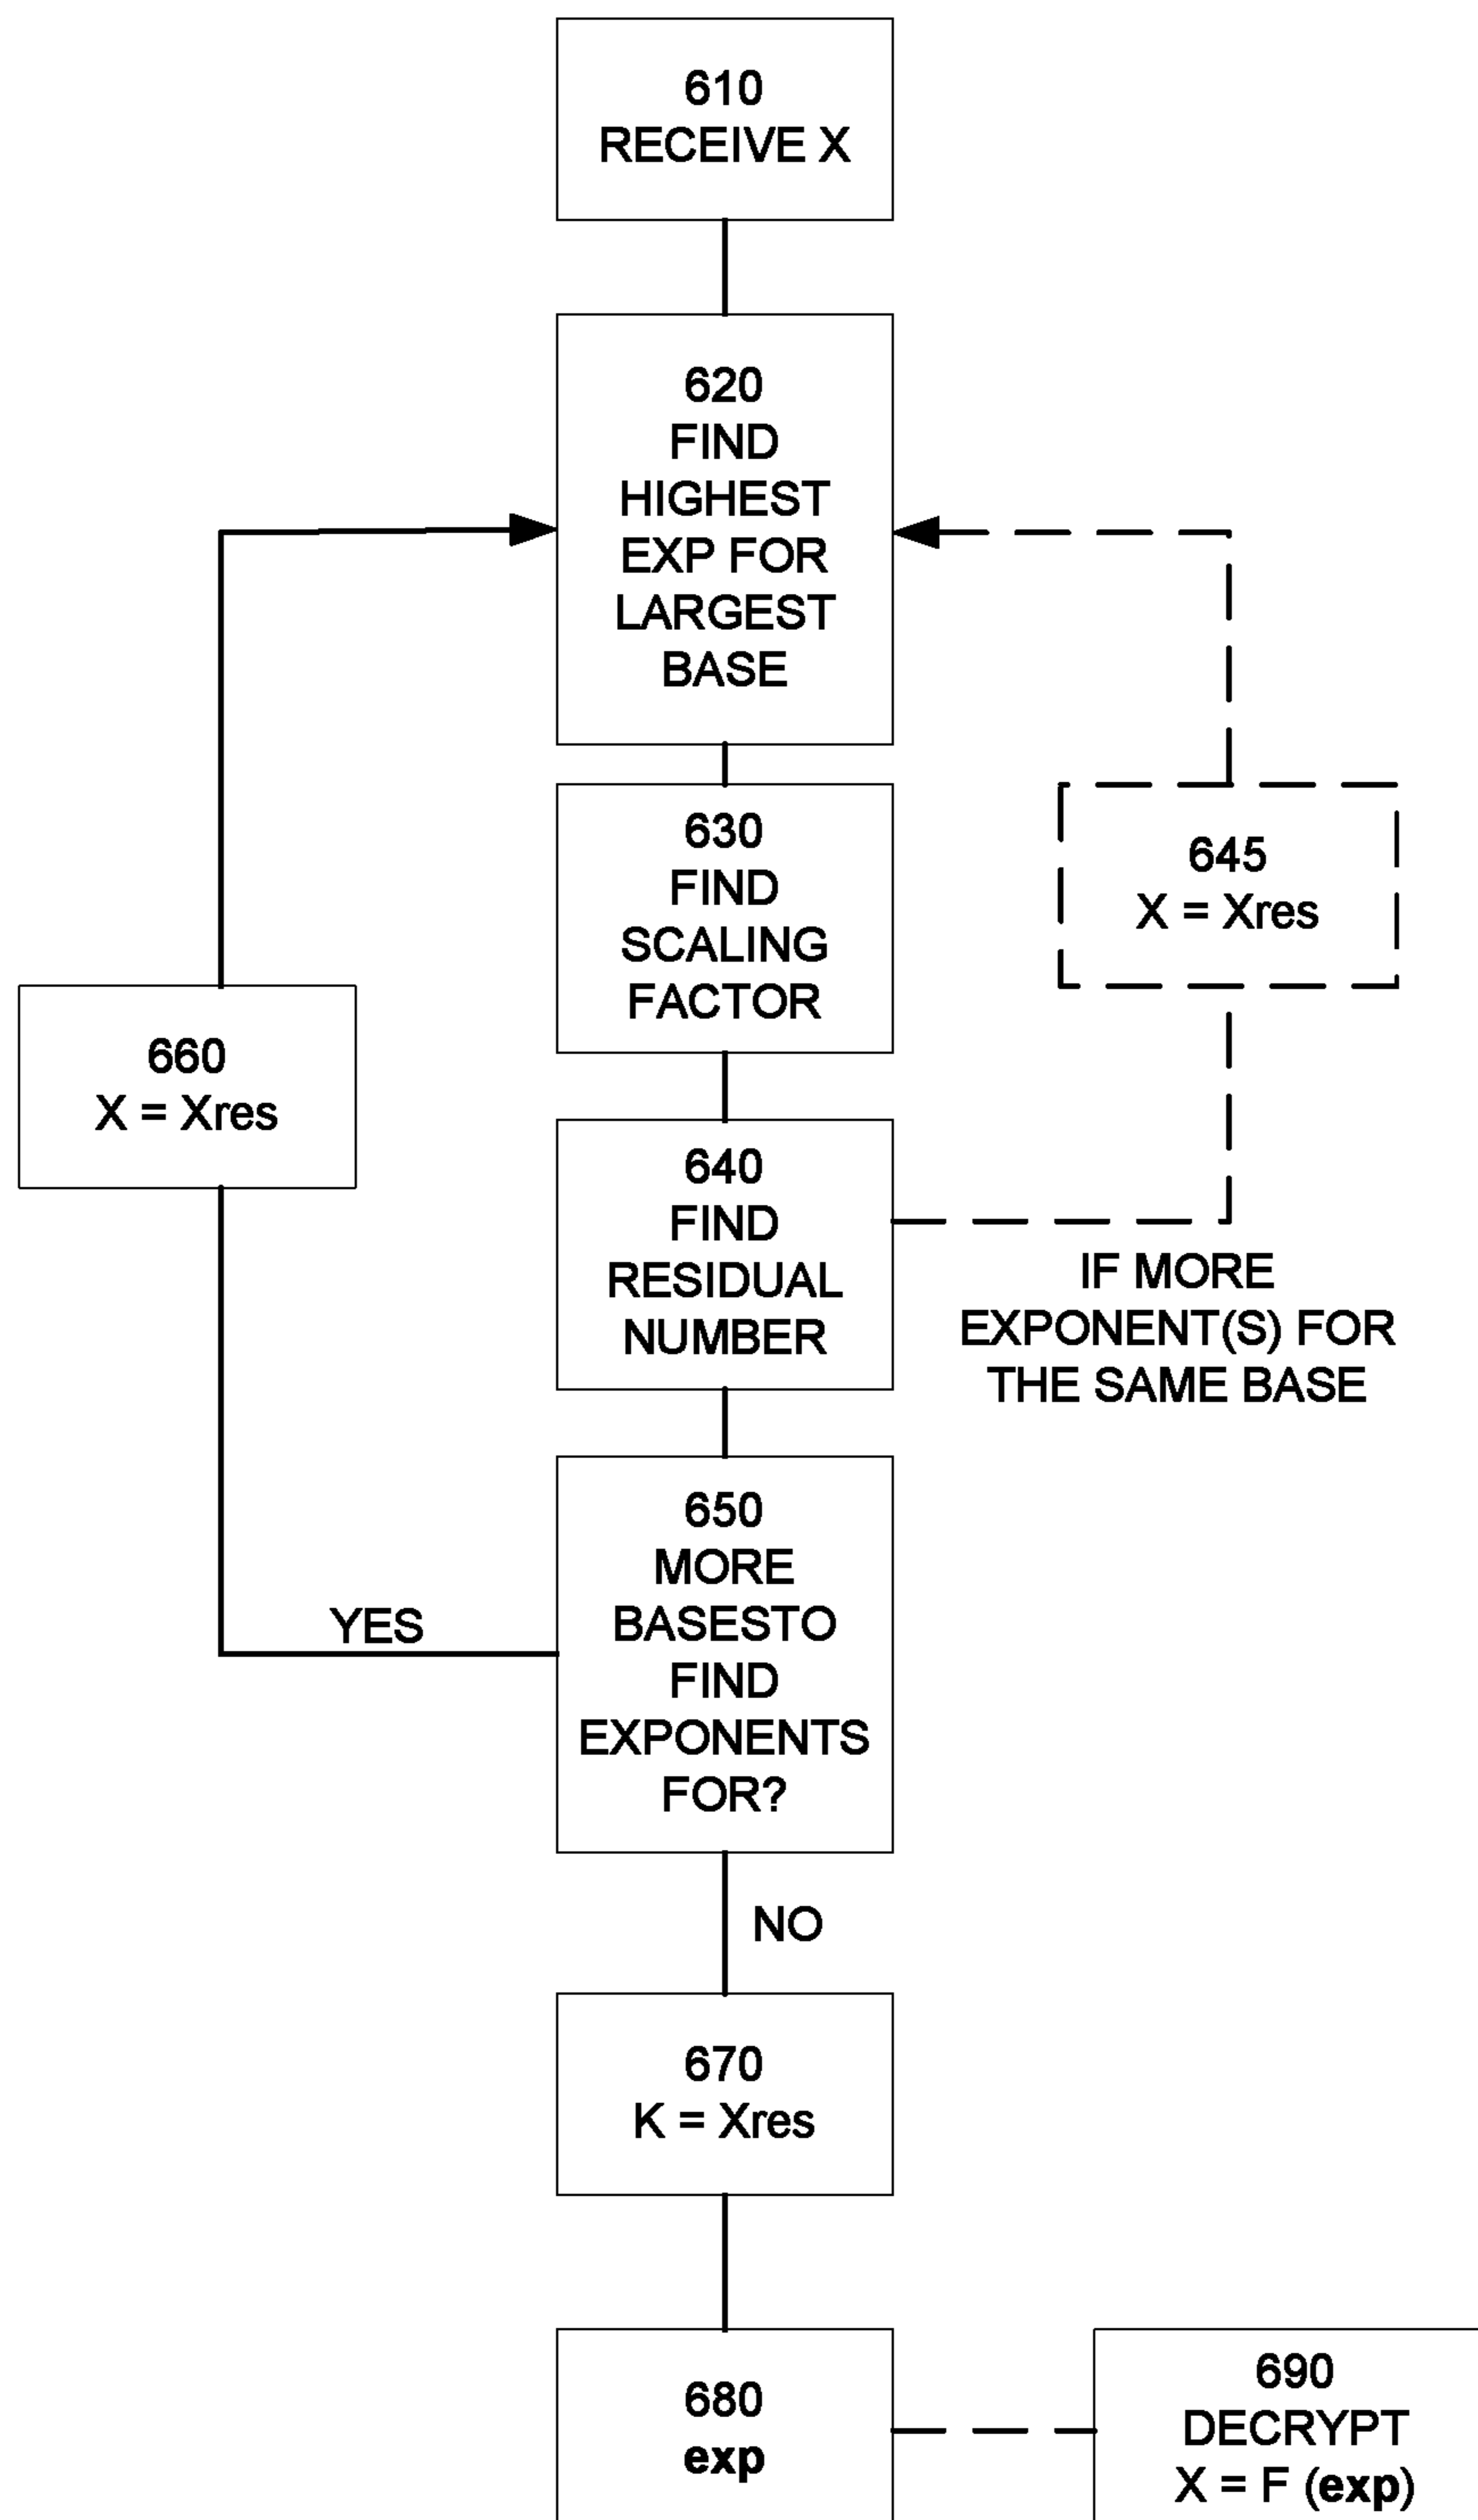 610
RECEIVE X
620
FIND
HIGHEST
EXP FOR
LARGEST
BASE
630
FIND
SCALING
FACTOR
645
X = Xres
660
X = Xres
640
FIND
RESIDUAL
NUMBER
IF MORE
EXPONENT(S) FOR
THE SAME BASE
650
MORE
BASESTO
FIND
EXPONENTS
FOR?
YES
NO
670
K = Xres
680
exp
690
DECRYPT
X = F (exp)